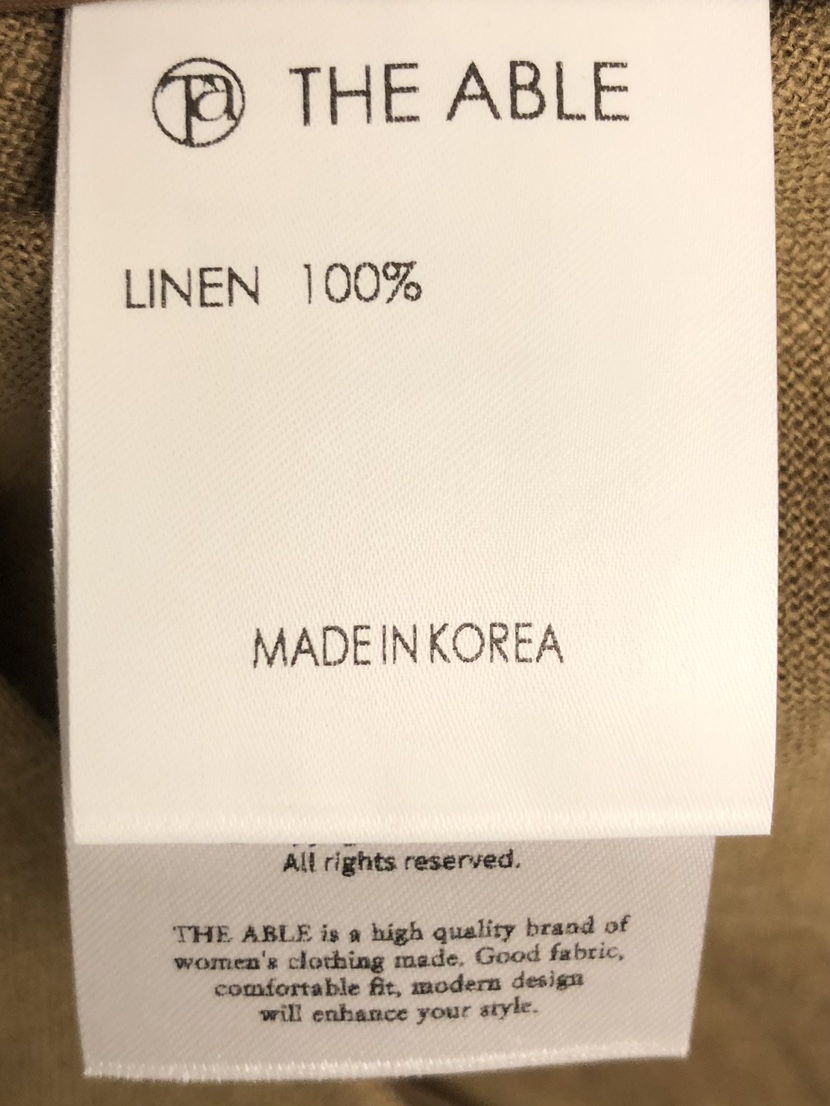 Ta THE ABLE
LINEN 100%
MADE IN KOREA
All rights reserved.
THE ABLE is a high quality brand of
women's clothing made. Good fabric,
comfortable fit, modern design
will enhance your style.